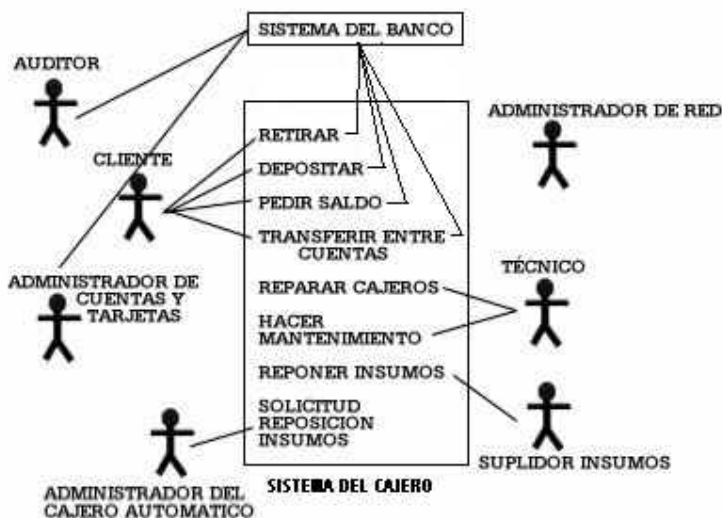 SISTEMA DEL BANCO
AUDITOR
ADMINISTRADOR DE RED
RETIRAR
CLIENTE
DEPOSITAR
PEDIR SALDO
TRANSFERIR ENTRE
CUENTAS
TÉCNICO
ADMINISTRADOR DE
CUENTAS Y
TARJETAS
REPARAR CAJEROS
HACER
MANTENIMIENTO
REPONER INSUMOS
SOLICITUD
REPOSICION
INSUMOS
SUPLIDOR INSUMOS
SISTEMA DEL CAJERO
ADMINISTRADOR DEL
CAJERO AUTOMATICO